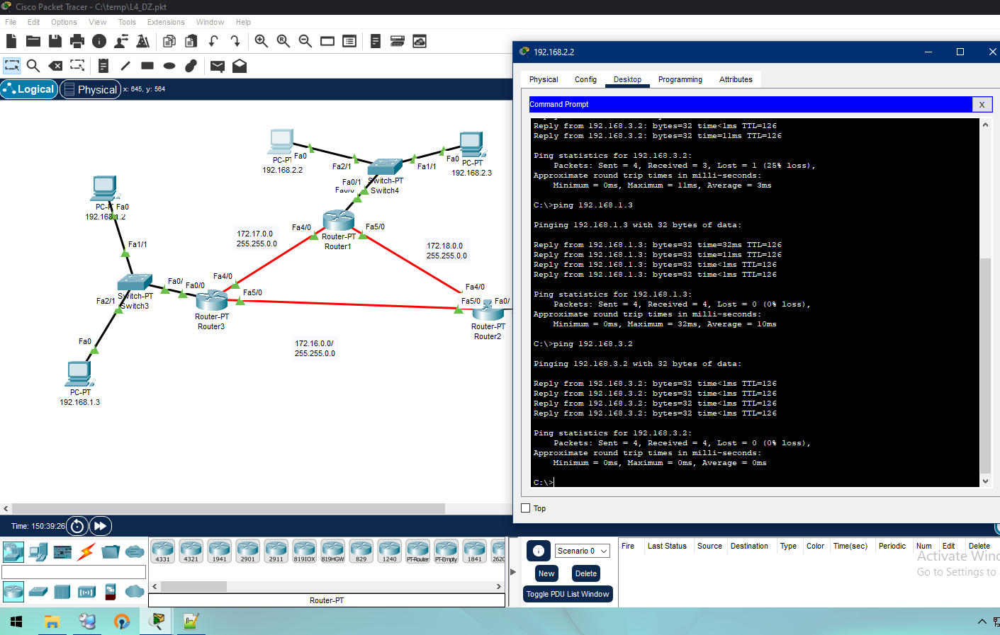 Cisco Packet Tracer - C:\temp\L4_DZ.pkt
File Edit Options View Tools Extensions Window Help
Logical Physical x: 645, y: 564
PC-PT
192.168.2.2
Fa0
Fa2/1
Fa0/1
Switch-PT
Switch4
Fa1/1
Fa0
PC-PT
192.168.2.3
Fa0
192.168.1.2
Fa1/1
172.17.0.0
255.255.0.0
Fa4/0
Router-PT
Router1
Fa5/0
172.18.0.0
255.255.0.0
Fa2/1
Switch-PT
Switch3
Fa0/
Fa0/0
Fa4/0
Fa5/0
Router-PT
Router3
Fa4/0
Fa5/0
Fa0/
Router-PT
Router2
172.16.0.0/
255.255.0.0
Fa0
PC-PT
192.168.1.3
192.168.2.2
Physical Config Desktop Programming Attributes
Command Prompt X
Reply from 192.168.3.2: bytes=32 time<1ms TTL=126
Reply from 192.168.3.2: bytes=32 time=11ms TTL=126
Ping statistics for 192.168.3.2:
Packets: Sent = 4, Received = 3, Lost = 1 (25% loss),
Approximate round trip times in milli-seconds:
Minimum = 0ms, Maximum = 11ms, Average = 3ms
C:\>ping 192.168.1.3
Pinging 192.168.1.3 with 32 bytes of data:
Reply from 192.168.1.3: bytes=32 time=32ms TTL=126
Reply from 192.168.1.3: bytes=32 time=11ms TTL=126
Reply from 192.168.1.3: bytes=32 time<1ms TTL=126
Reply from 192.168.1.3: bytes=32 time<1ms TTL=126
Ping statistics for 192.168.1.3:
Packets: Sent = 4, Received = 4, Lost = 0 (0% loss),
Approximate round trip times in milli-seconds:
Minimum = 0ms, Maximum = 32ms, Average = 10ms
C:\>ping 192.168.3.2
Pinging 192.168.3.2 with 32 bytes of data:
Reply from 192.168.3.2: bytes=32 time<1ms TTL=126
Reply from 192.168.3.2: bytes=32 time<1ms TTL=126
Reply from 192.168.3.2: bytes=32 time<1ms TTL=126
Reply from 192.168.3.2: bytes=32 time<1ms TTL=126
Ping statistics for 192.168.3.2:
Packets: Sent = 4, Received = 4, Lost = 0 (0% loss),
Approximate round trip times in milli-seconds:
Minimum = 0ms, Maximum = 0ms, Average = 0ms
C:\>
Top
Time: 150:39:26
4331 4321 1941 2901 2911 819IOX 819HGW 829 1240 PT-Router PT-Empty 1841 2620
Router-PT
Scenario 0
New Delete
Toggle PDU List Window
Fire Last Status Source Destination Type Color Time(sec) Periodic Num Edit Delete
Activate Wind
Go to Settings to